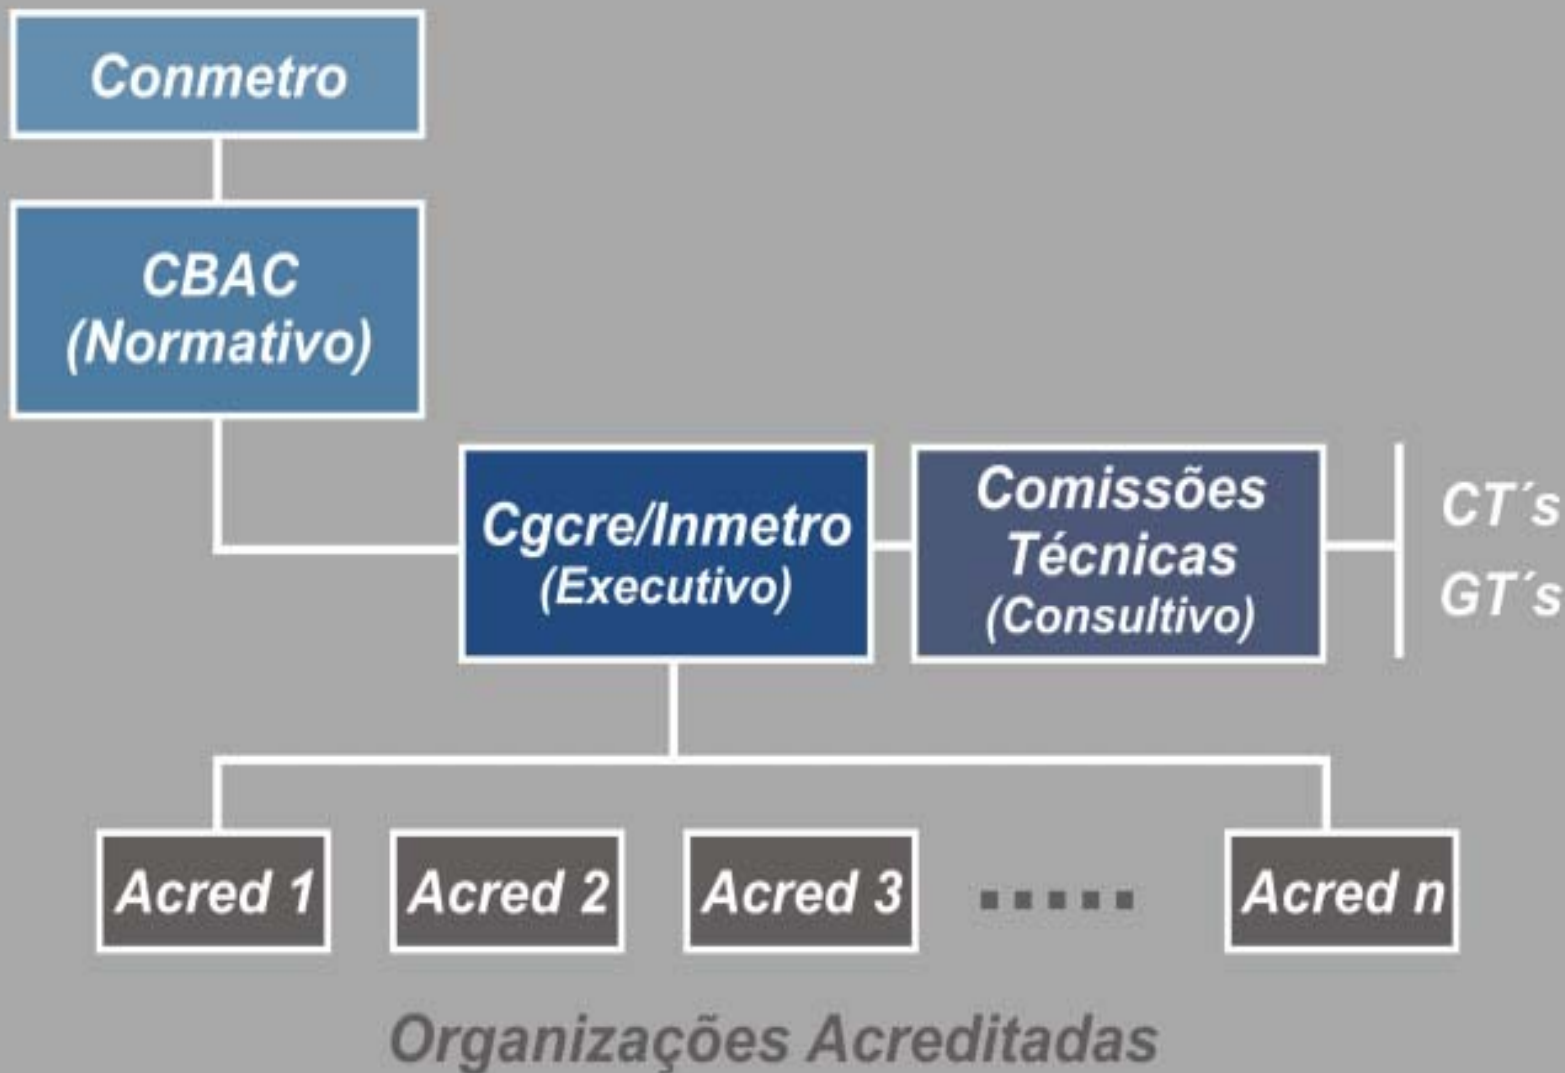 Conmetro
CBAC
(Normativo)
Cgcre/Inmetro
(Executivo)
Comissões
Técnicas
(Consultivo)
CT´s
GT´s
Acred 1
Acred 2
Acred 3
.....
Acred n
Organizações Acreditadas